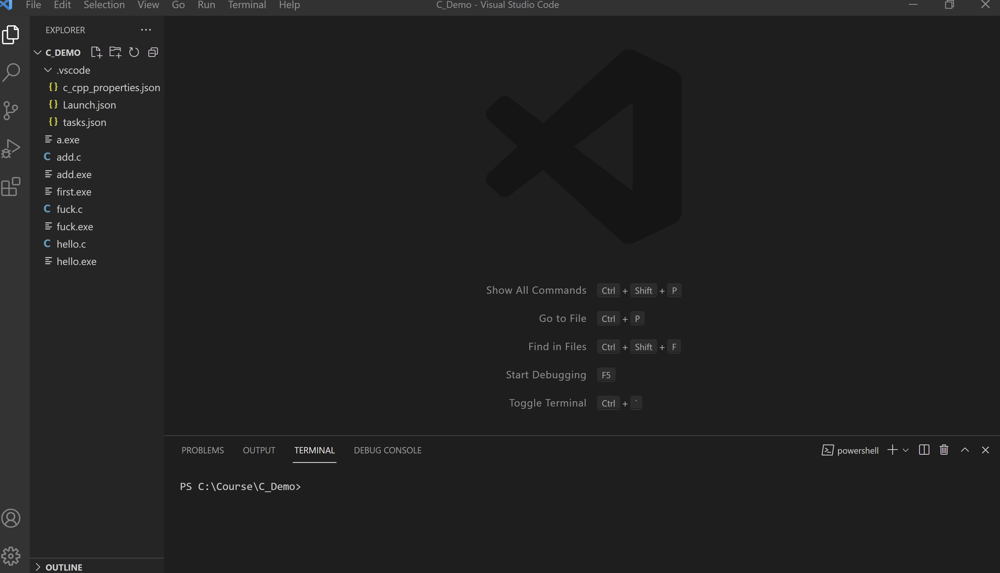 File Edit Selection View Go Run Terminal Help C_Demo - Visual Studio Code
EXPLORER
C_DEMO
.vscode
c_cpp_properties.json
Launch.json
tasks.json
a.exe
add.c
add.exe
first.exe
fuck.c
fuck.exe
hello.c
hello.exe
OUTLINE
Show All Commands Ctrl + Shift + P
Go to File Ctrl + P
Find in Files Ctrl + Shift + F
Start Debugging F5
Toggle Terminal Ctrl + `
PROBLEMS OUTPUT TERMINAL DEBUG CONSOLE powershell
PS C:\Course\C_Demo>